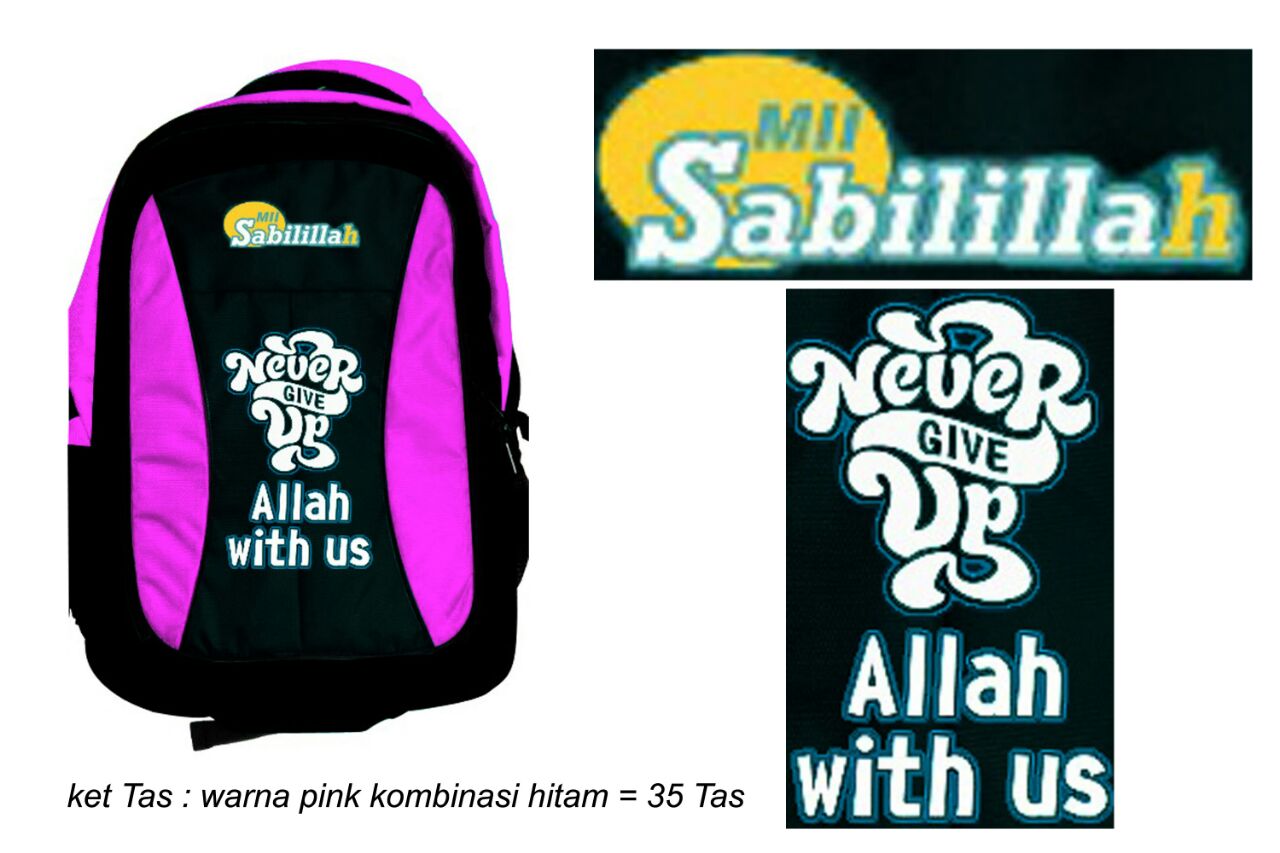 MII
Sabilillah
Never
GIVE
Up
Allah
with us
MII
Sabilillah
Never
GIVE
Up
Allah
with us
ket Tas : warna pink kombinasi hitam = 35 Tas